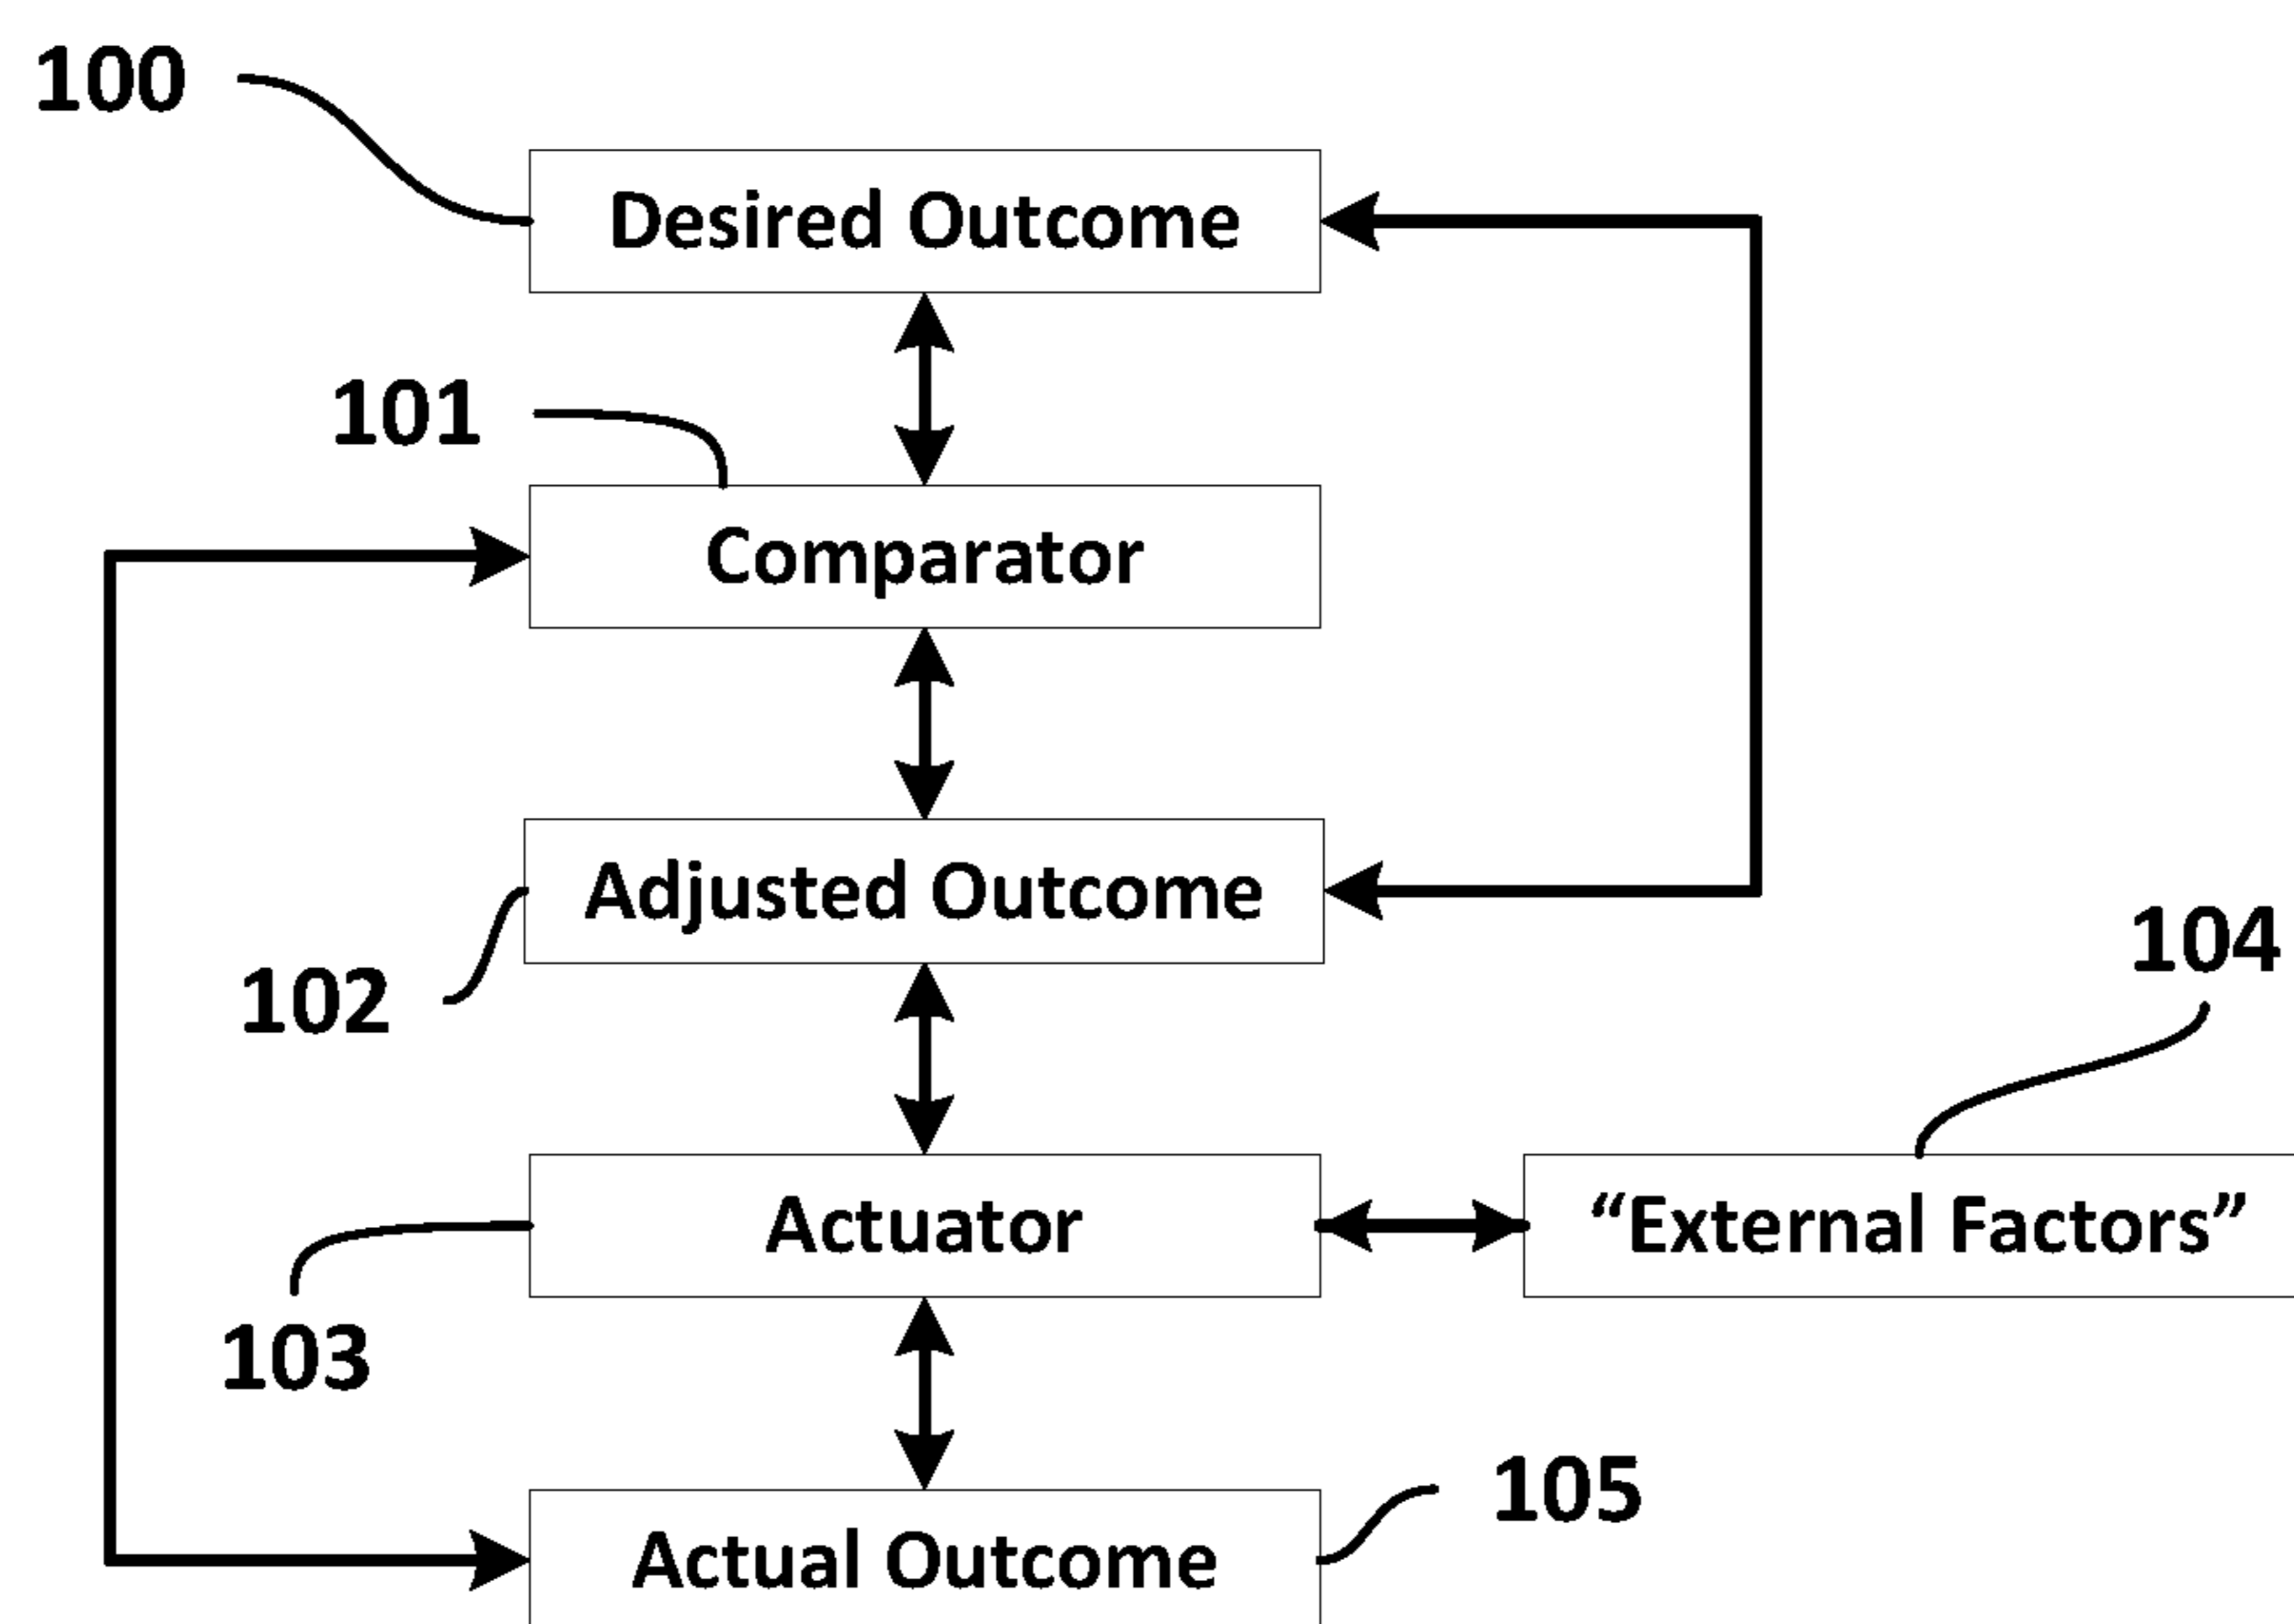 100
Desired Outcome
101
Comparator
Adjusted Outcome
104
102
Actuator
“External Factors”
103
105
Actual Outcome